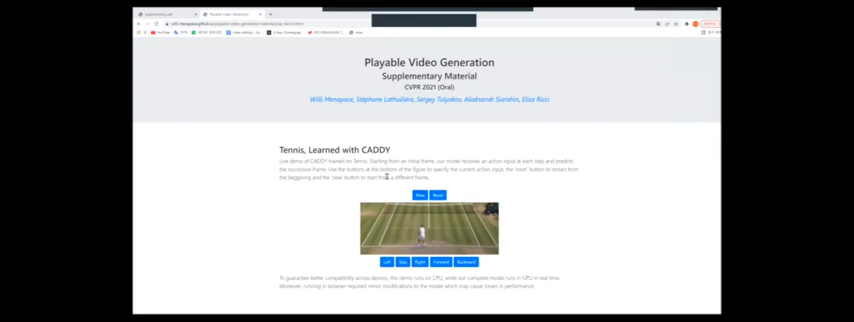 Playable Video Generation
YouTube
Playable Video Generation
Supplementary Material
CVPR 2021 (Oral)
Willi Menapace, Stéphane Lathuilière, Sergey Tulyakov, Aliaksandr Siarohin, Elisa Ricci
Tennis, Learned with CADDY
Live demo of CADDY trained on Tennis. Starting from an initial frame, our model receives an action input at each step and predicts
the successive frame. Use the buttons at the bottom of the figure to specify the current action input, the 'reset' button to restart from
the beginning and the 'new' button to start from a different frame.
New Reset
Left Stay Right Forward Backward
To guarantee better compatibility across devices, this demo runs on CPU, while our complete model runs in GPU in real time.
Moreover, running in browser required minor modifications to the model which may cause losses in performance.